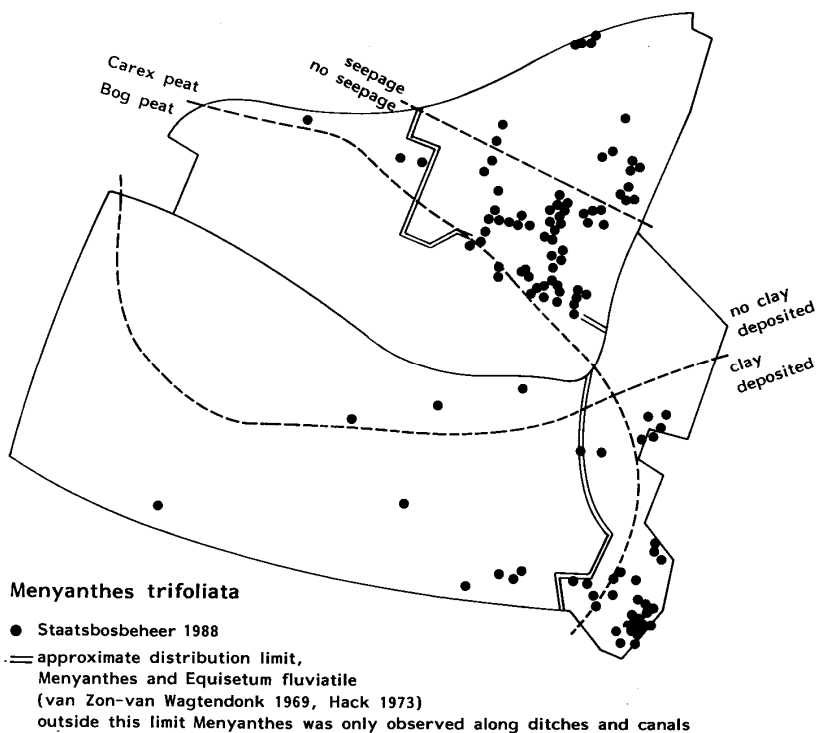 Carex peat
Bog peat
seepage
no seepage
no clay
deposited
clay
deposited
Menyanthes trifoliata
Staatsbosbeheer 1988
approximate distribution limit,
Menyanthes and Equisetum fluviatile
(van Zon-van Wagtendonk 1969, Hack 1973)
outside this limit Menyanthes was only observed along ditches and canals